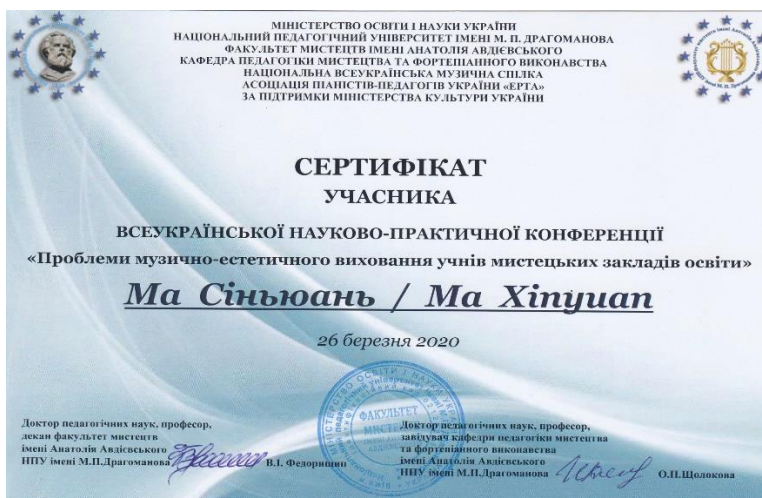 МІНІСТЕРСТВО ОСВІТИ І НАУКИ УКРАЇНИ
НАЦІОНАЛЬНИЙ ПЕДАГОГІЧНИЙ УНІВЕРСИТЕТ ІМЕНІ М. П. ДРАГОМАНОВА
ФАКУЛЬТЕТ МИСТЕЦТВ ІМЕНІ АНАТОЛІЯ АВДІЄВСЬКОГО
КАФЕДРА ПЕДАГОГІКИ МИСТЕЦТВА ТА ФОРТЕПІАННОГО ВИКОНАВСТВА
НАЦІОНАЛЬНА ВСЕУКРАЇНСЬКА МУЗИЧНА СПІЛКА
АСОЦІАЦІЯ ПІАНІСТІВ-ПЕДАГОГІВ УКРАЇНИ «ЕРТА»
ЗА ПІДТРИМКИ МІНІСТЕРСТВА КУЛЬТУРИ УКРАЇНИ
СЕРТИФІКАТ
УЧАСНИКА
ВСЕУКРАЇНСЬКОЇ НАУКОВО-ПРАКТИЧНОЇ КОНФЕРЕНЦІЇ
«Проблеми музично-естетичного виховання учнів мистецьких закладів освіти»
Ма Сіньюань / Ma Xinyuan
26 березня 2020
Доктор педагогічних наук, професор,
декан факультет мистецтв
імені Анатолія Авдієвського
НПУ імені М.П.Драгоманова В.І. Федоришин
ФАКУЛЬТЕТ
МИСТЕЦТВ
Доктор педагогічних наук, професор,
завідувач кафедри педагогіки мистецтва
та фортепіанного виконавства
імені Анатолія Авдієвського
НПУ імені М.П.Драгоманова О.П.Щолокова